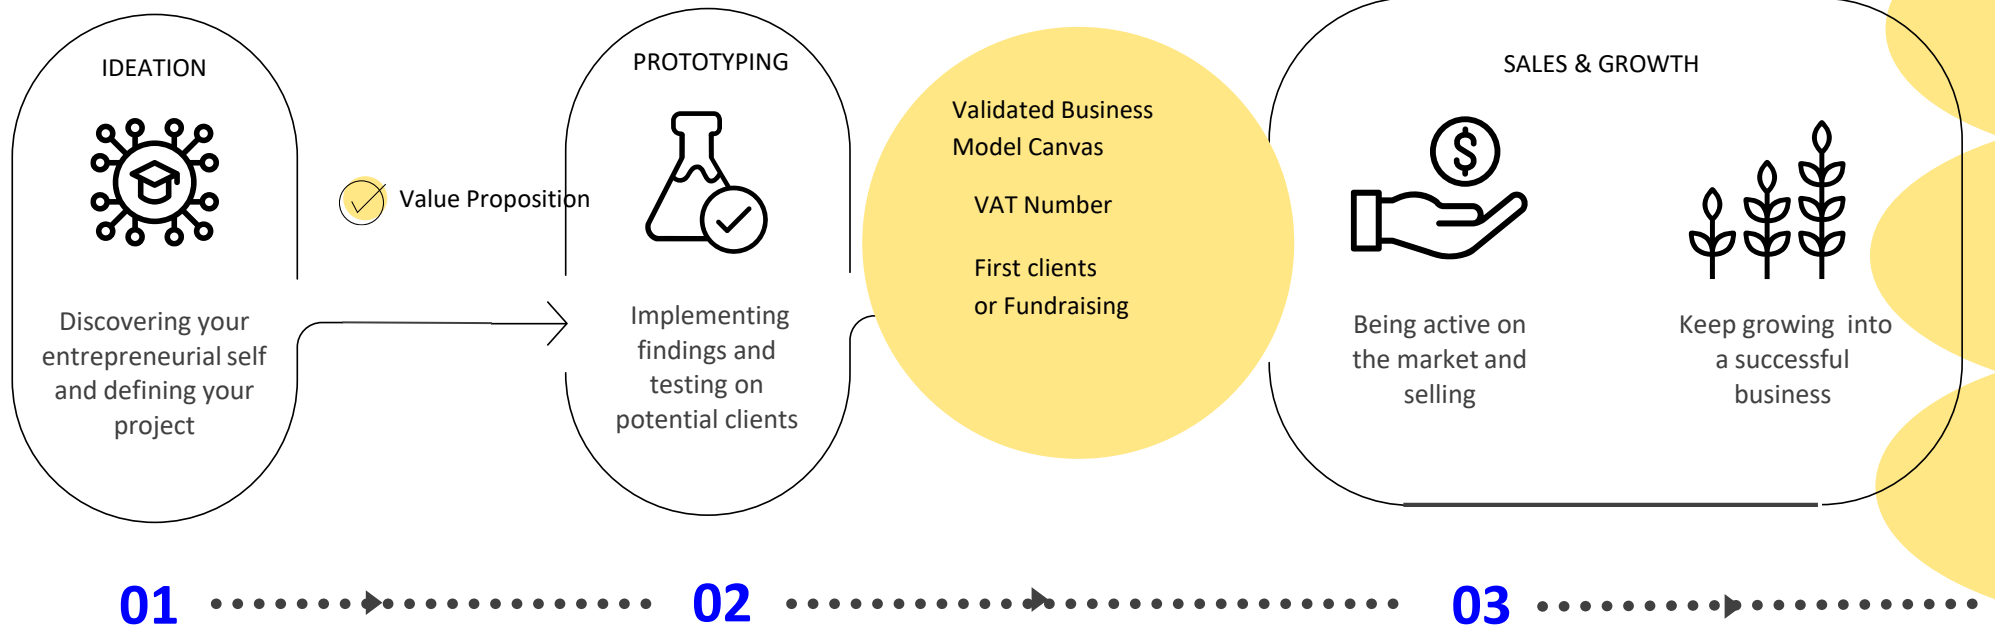 IDEATION
Discovering your
entrepreneurial self
and defining your
project
Value Proposition
PROTOTYPING
Implementing
findings and
testing on
potential clients
Validated Business
Model Canvas
VAT Number
First clients
or Fundraising
SALES & GROWTH
$
Being active on
the market and
selling
Keep growing into
a successful
business
01
02
03